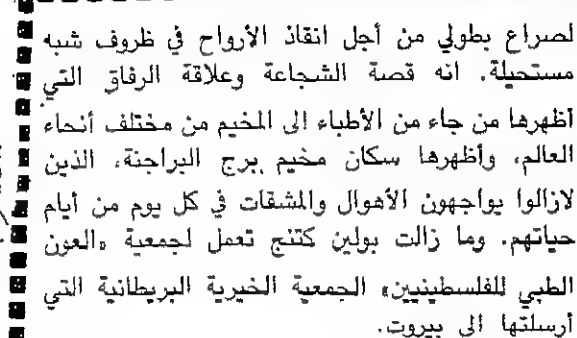 لصراع بطولي من أجل انقاذ الأرواح في ظروف شبه
مستحيلة. انه قصة الشجاعة وعلاقة الرفاق التي
أظهرها من جاء من الأطباء الى المخيم من مختلف أنحاء
العالم، وأظهرها سكان مخيم برج البراجنة، الذين
لازالوا يواجهون الأهوال والمشقات في كل يوم من أيام
حياتهم. وما زالت بولين كتنج تعمل لجمعية «العون
الطبي للفلسطينيين» الجمعية الخيرية البريطانية التي
أرسلتها الى بيروت.